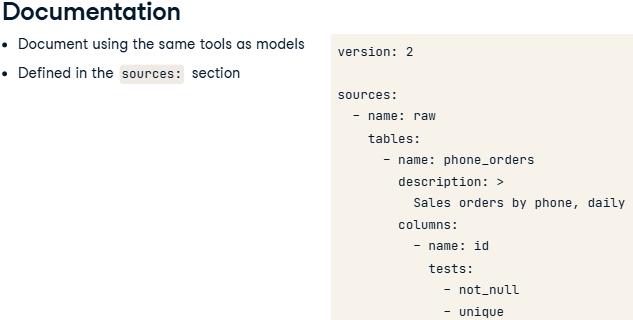 Documentation
• Document using the same tools as models
• Defined in the sources: section
version: 2
sources:
  - name: raw
    tables:
      - name: phone_orders
        description: >
          Sales orders by phone, daily
        columns:
          - name: id
            tests:
              - not_null
              - unique